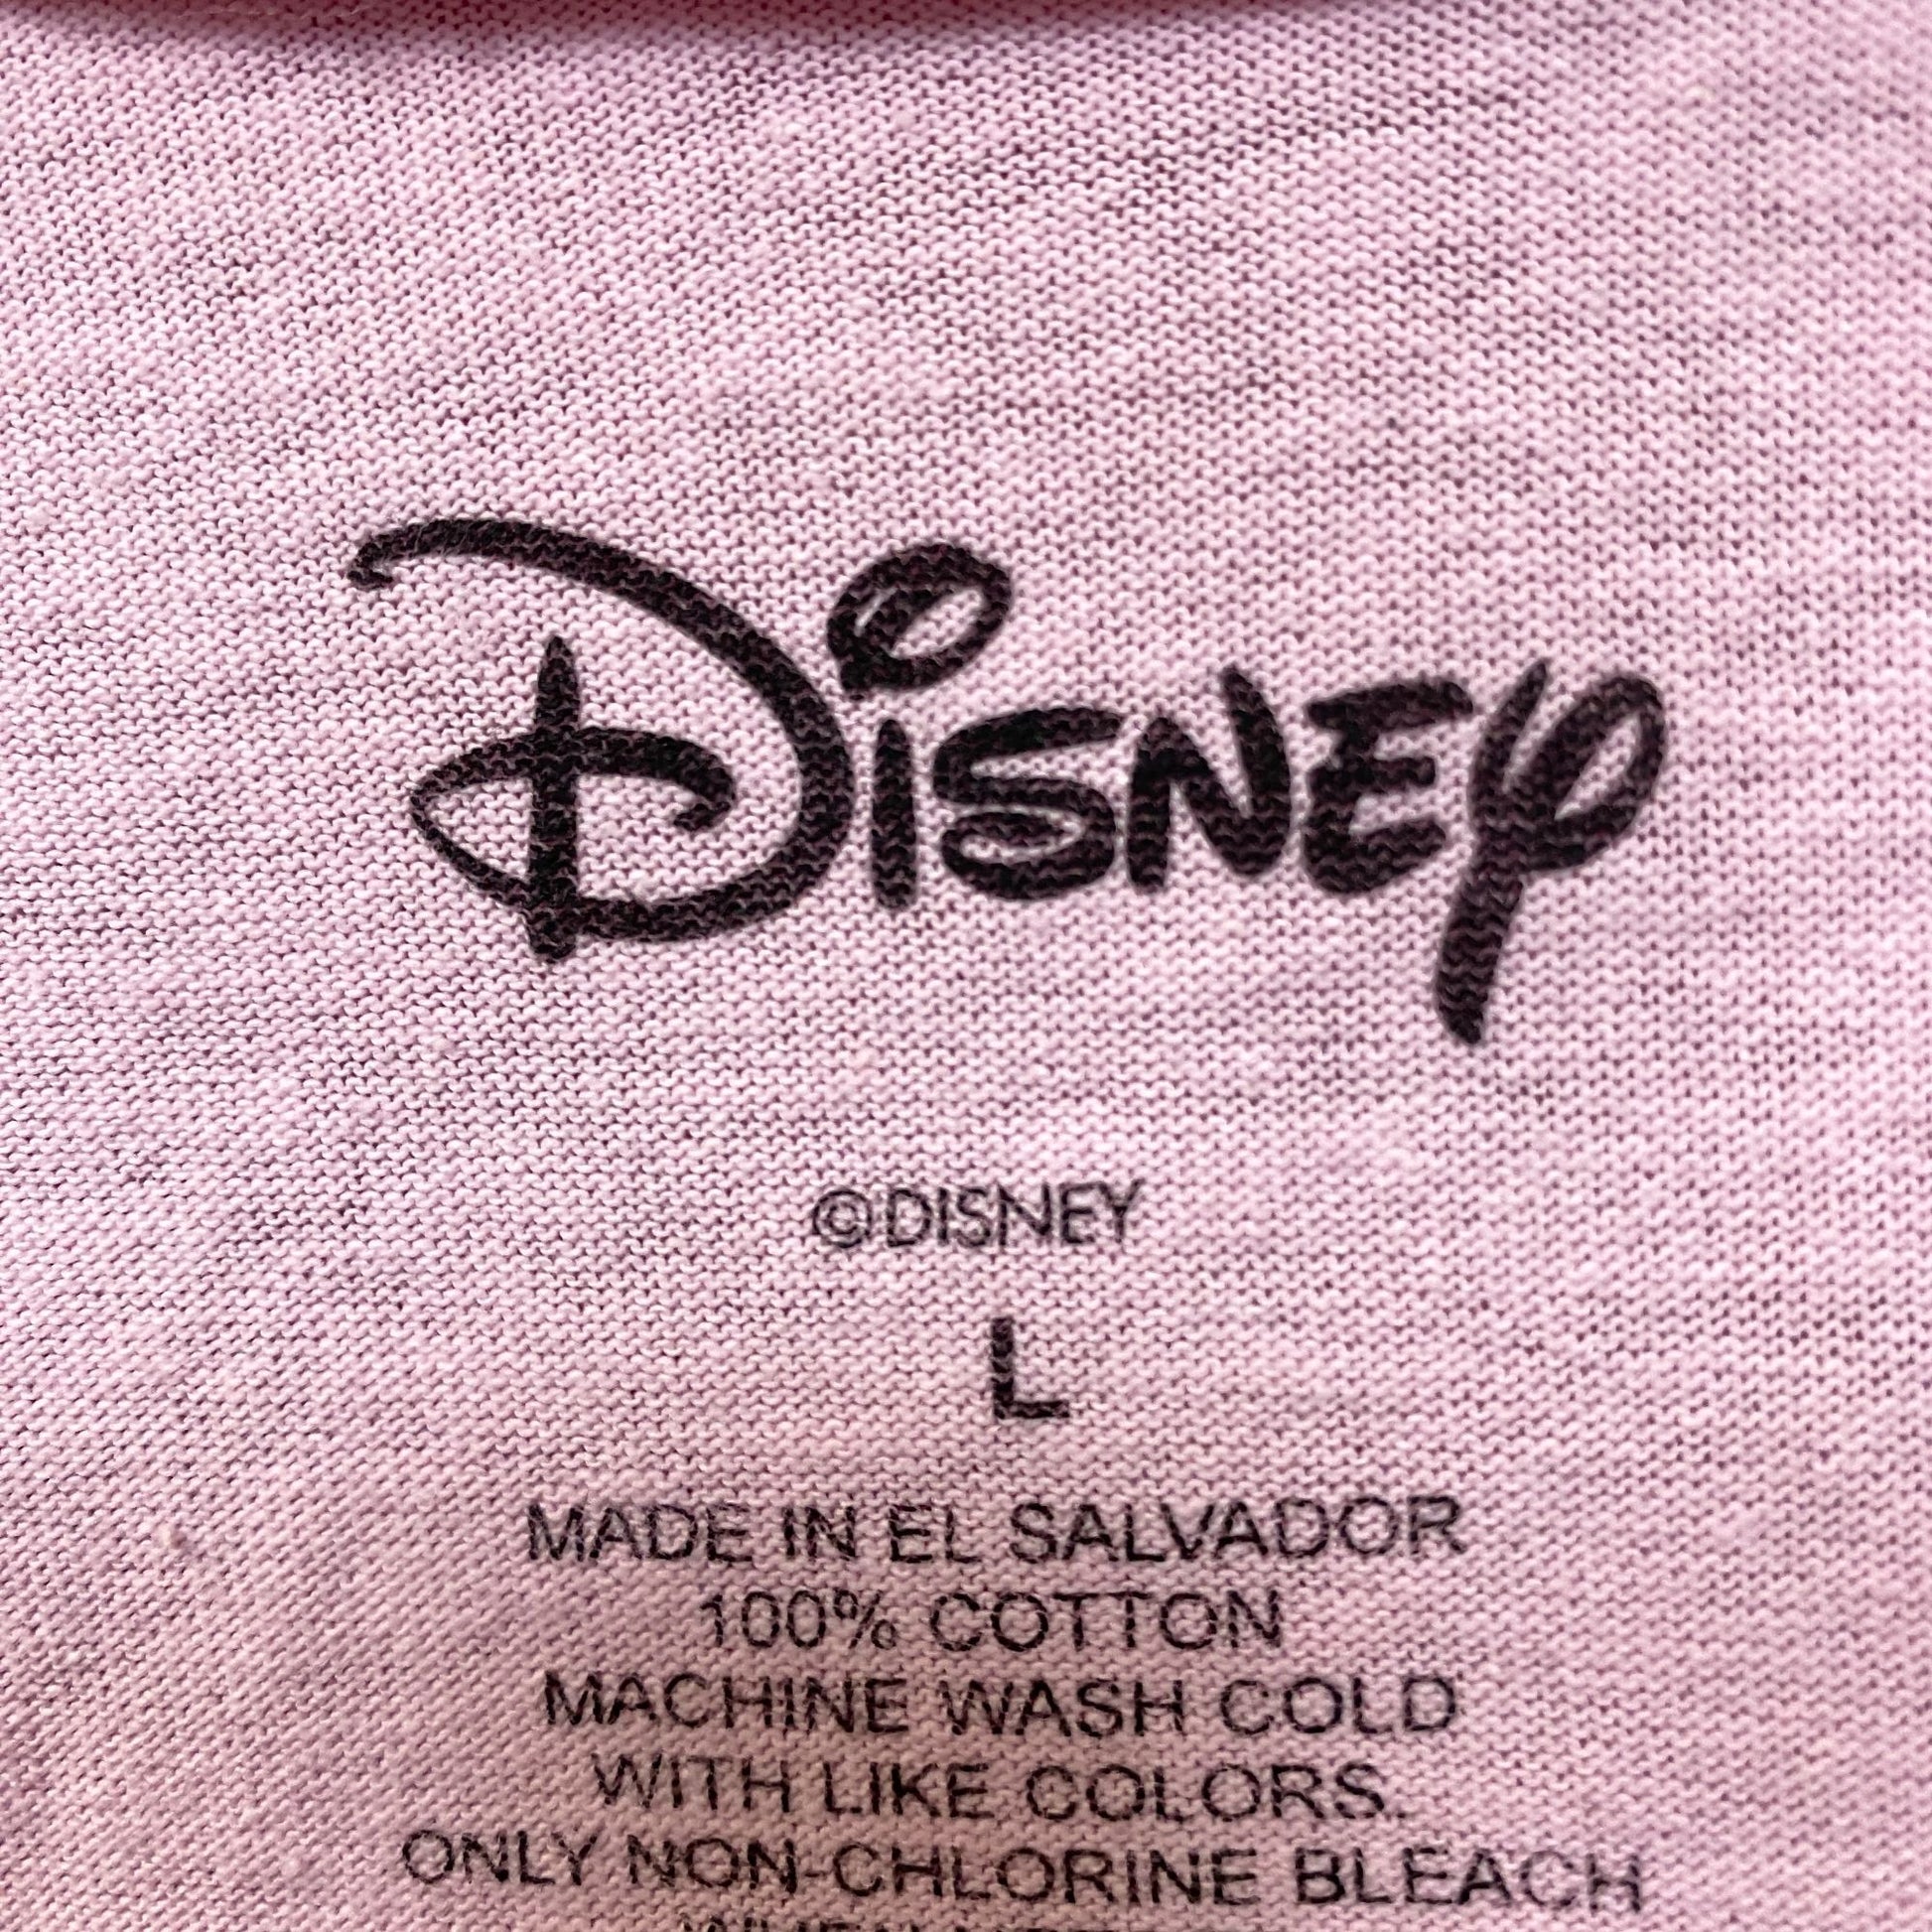 Disney
©DISNEY
L
MADE IN EL SALVADOR
100% COTTON
MACHINE WASH COLD
WITH LIKE COLORS.
ONLY NON-CHLORINE BLEACH